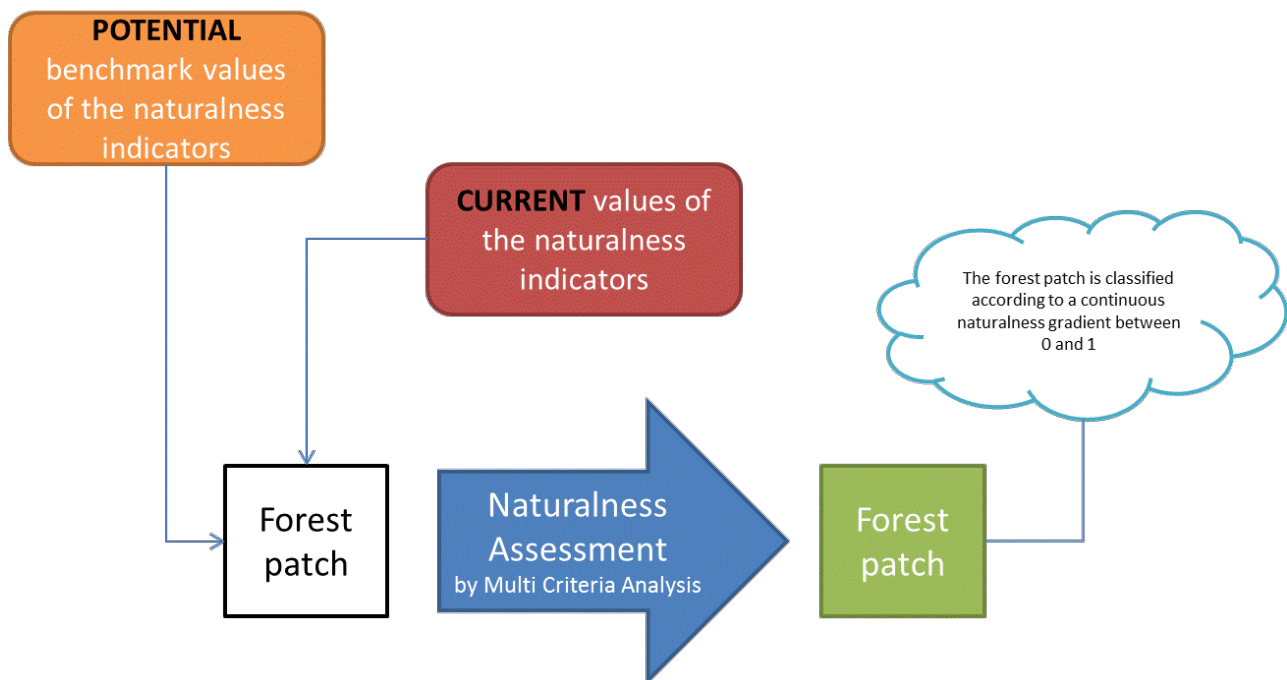 POTENTIAL
benchmark values
of the naturalness
indicators
CURRENT values of
the naturalness
indicators
The forest patch is classified
according to a continuous
naturalness gradient between
0 and 1
Forest
patch
Naturalness
Assessment
by Multi Criteria Analysis
Forest
patch